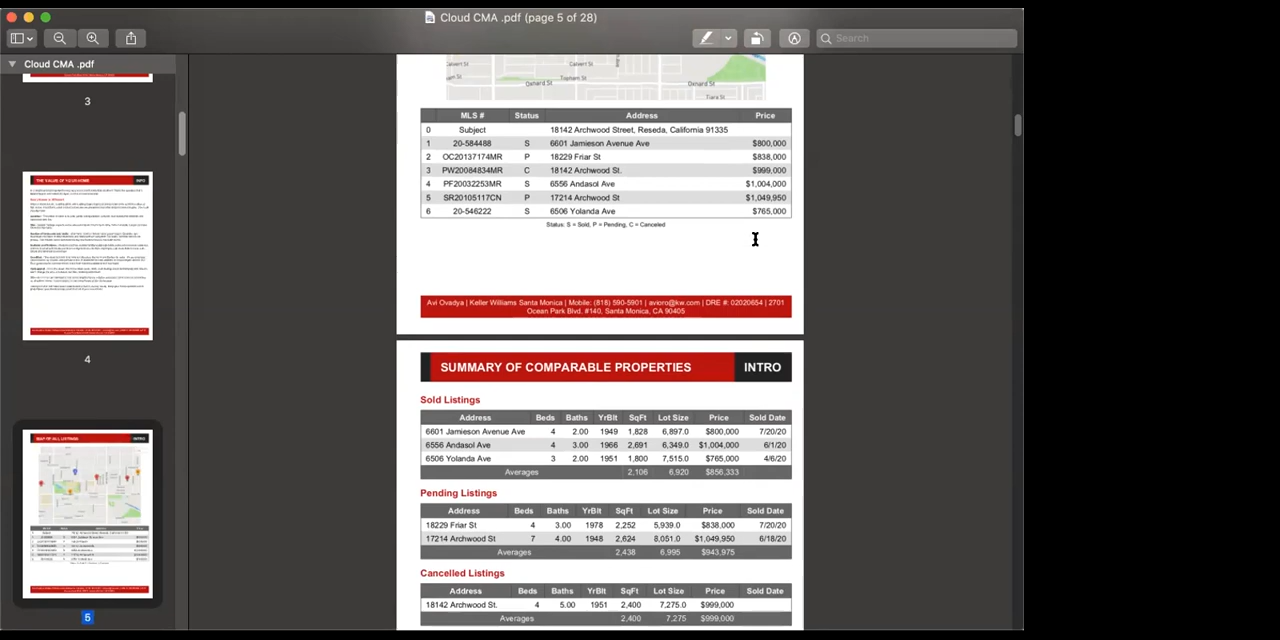 Cloud CMA .pdf (page 5 of 28)
Search
Cloud CMA .pdf
3
THE VALUE OF YOUR HOME INFO
4
MAP OF ALL LISTINGS INTRO
5
Calvert St Calvert St
Topham St
Oxnard St Oxnard St
Tiara St
MLS # Status Address Price
0 Subject 18142 Archwood Street, Reseda, California 91335
1 20-584488 S 6601 Jamieson Avenue Ave $800,000
2 OC20137174MR P 18229 Friar St $838,000
3 PW20084834MR C 18142 Archwood St. $999,000
4 PF20032253MR S 6556 Andasol Ave $1,004,000
5 SR20105117CN P 17214 Archwood St $1,049,950
6 20-546222 S 6506 Yolanda Ave $765,000
Status: S = Sold, P = Pending, C = Canceled
Avi Ovadya | Keller Williams Santa Monica | Mobile: (818) 590-5901 | avioro@kw.com | DRE #: 02020654 | 2701
Ocean Park Blvd. #140, Santa Monica, CA 90405
SUMMARY OF COMPARABLE PROPERTIES INTRO
Sold Listings
Address Beds Baths YrBlt SqFt Lot Size Price Sold Date
6601 Jamieson Avenue Ave 4 2.00 1949 1,828 6,897.0 $800,000 7/20/20
6556 Andasol Ave 4 3.00 1966 2,691 6,349.0 $1,004,000 6/1/20
6506 Yolanda Ave 3 2.00 1951 1,800 7,515.0 $765,000 4/6/20
Averages 2,106 6,920 $856,333
Pending Listings
Address Beds Baths YrBlt SqFt Lot Size Price Sold Date
18229 Friar St 4 3.00 1978 2,252 5,939.0 $838,000 7/20/20
17214 Archwood St 7 4.00 1948 2,624 8,051.0 $1,049,950 6/18/20
Averages 2,438 6,995 $943,975
Cancelled Listings
Address Beds Baths YrBlt SqFt Lot Size Price Sold Date
18142 Archwood St. 4 5.00 1951 2,400 7,275.0 $999,000
Averages 2,400 7,275 $999,000